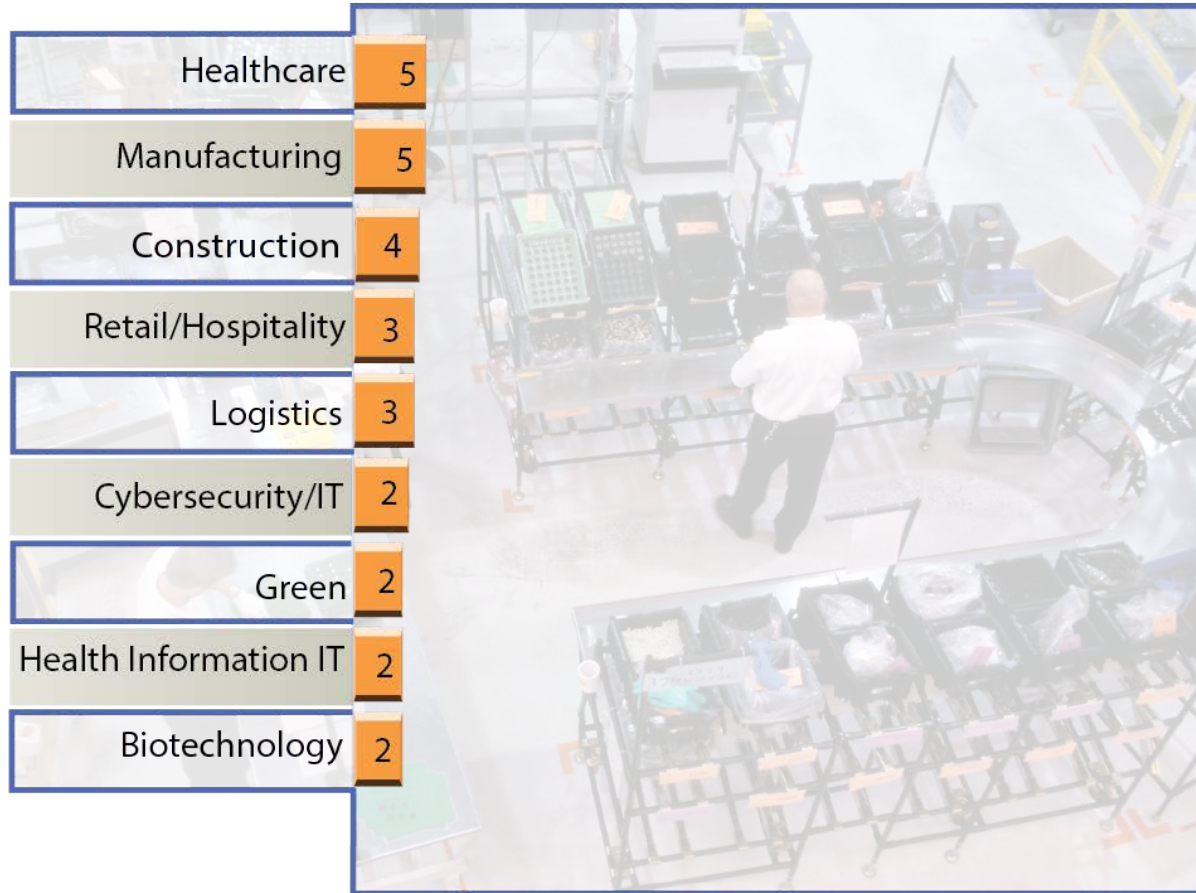 Healthcare 5
Manufacturing 5
Construction 4
Retail/Hospitality 3
Logistics 3
Cybersecurity/IT 2
Green 2
Health Information IT 2
Biotechnology 2